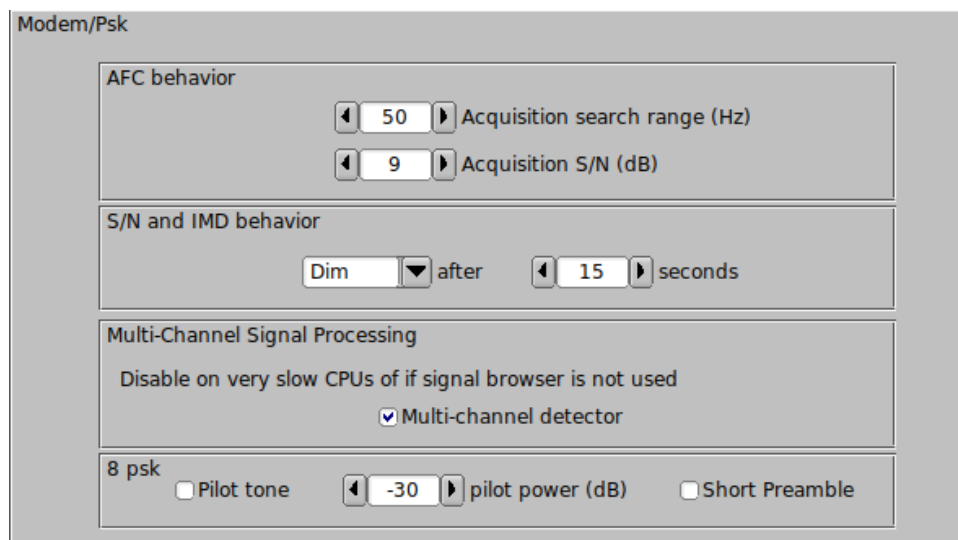 Modem/Psk
AFC behavior
50 Acquisition search range (Hz)
9 Acquisition S/N (dB)
S/N and IMD behavior
Dim after 15 seconds
Multi-Channel Signal Processing
Disable on very slow CPUs of if signal browser is not used
Multi-channel detector
8 psk
Pilot tone -30 pilot power (dB) Short Preamble